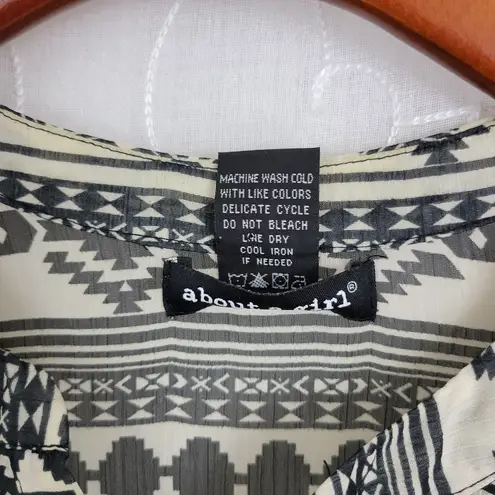 MACHINE WASH COLD
WITH LIKE COLORS
DELICATE CYCLE
DO NOT BLEACH
LINE DRY
COOL IRON
IF NEEDED
about a girl®